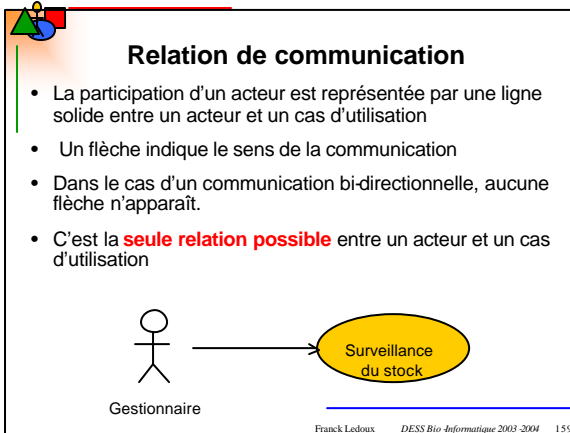 Relation de communication
• La participation d'un acteur est représentée par une ligne
solide entre un acteur et un cas d'utilisation
• Un flèche indique le sens de la communication
• Dans le cas d'un communication bi-directionnelle, aucune
flèche n'apparaît.
• C'est la seule relation possible entre un acteur et un cas
d'utilisation
Surveillance
du stock
Gestionnaire
Franck Ledoux DESS Bio-Informatique 2003-2004 159